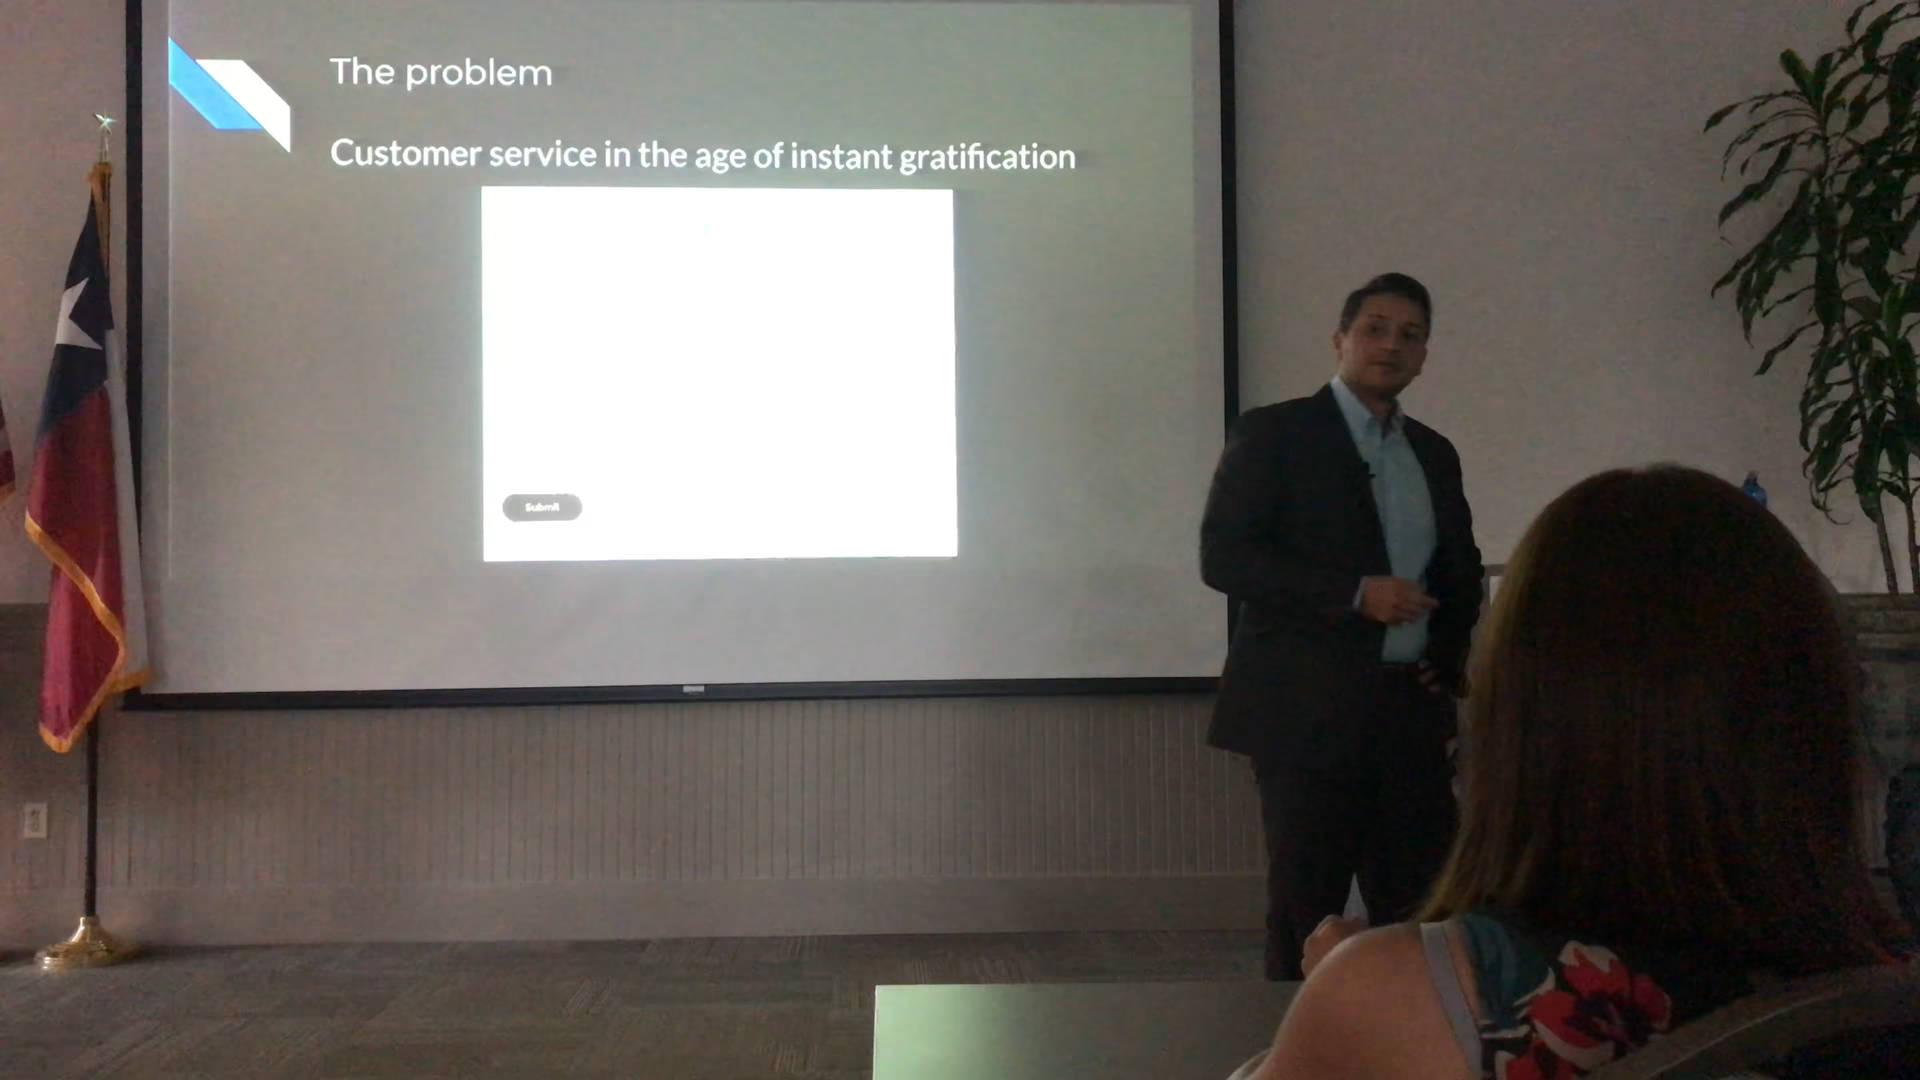 The problem
Customer service in the age of instant gratification
Submit